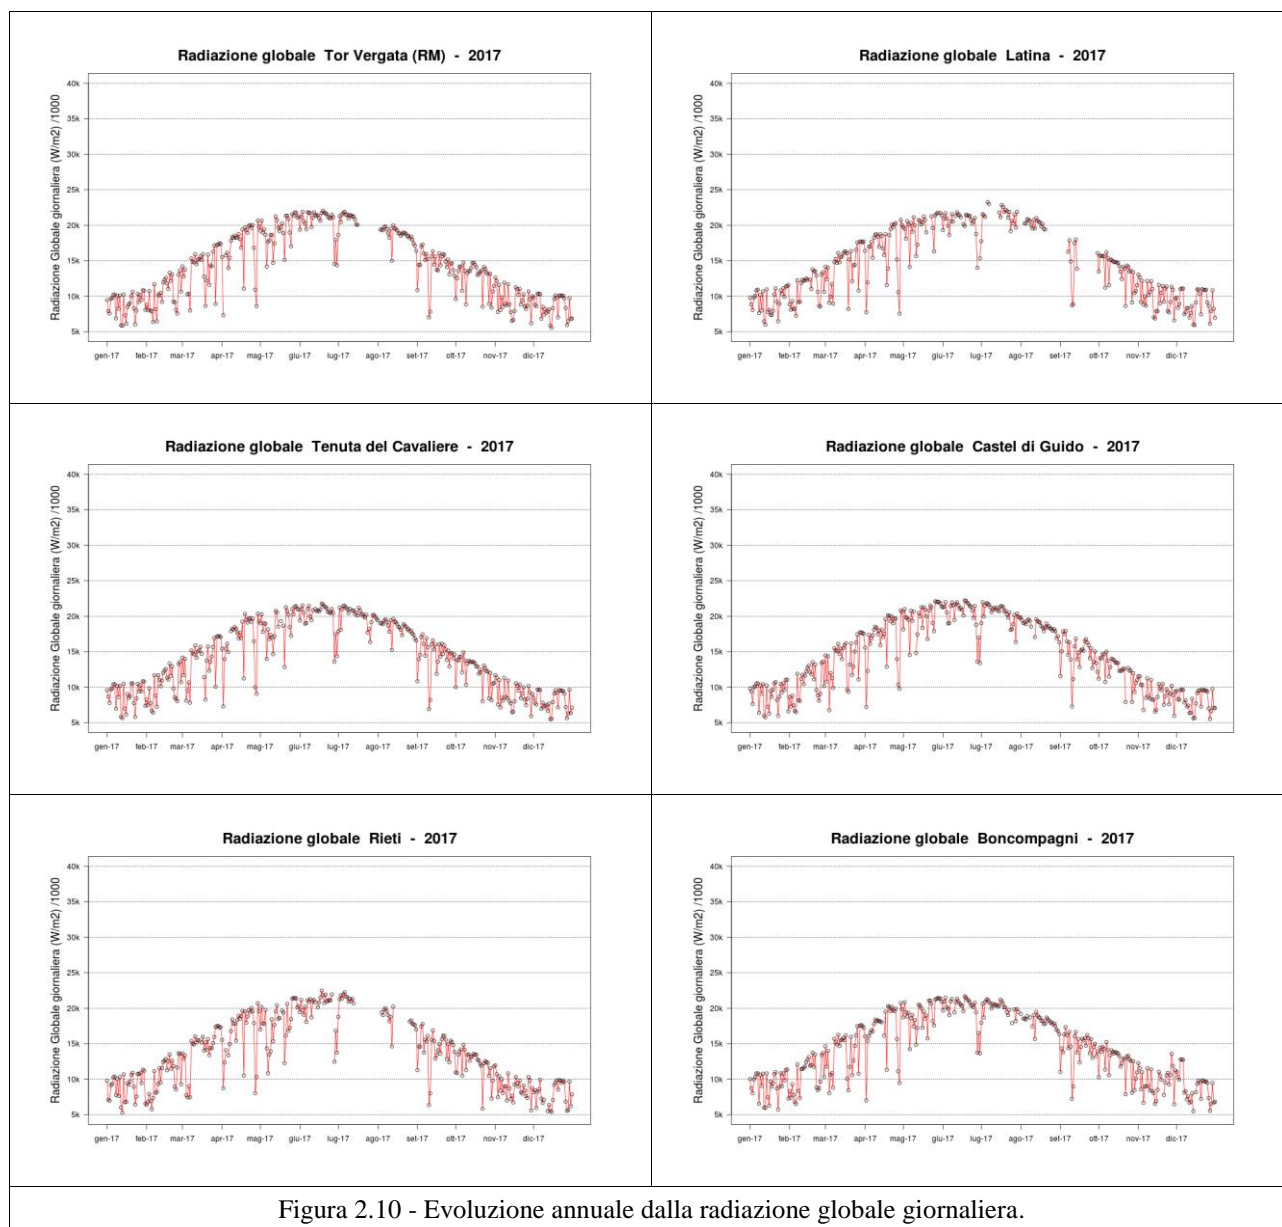 Radiazione globale Tor Vergata (RM) - 2017
Radiazione Globale giornaliera (W/m2) /1000
40k
35k
30k
25k
20k
15k
10k
5k
gen-17 feb-17 mar-17 apr-17 mag-17 giu-17 lug-17 ago-17 set-17 ott-17 nov-17 dic-17
Radiazione globale Latina - 2017
Radiazione Globale giornaliera (W/m2) /1000
40k
35k
30k
25k
20k
15k
10k
5k
gen-17 feb-17 mar-17 apr-17 mag-17 giu-17 lug-17 ago-17 set-17 ott-17 nov-17 dic-17
Radiazione globale Tenuta del Cavaliere - 2017
Radiazione Globale giornaliera (W/m2) /1000
40k
35k
30k
25k
20k
15k
10k
5k
gen-17 feb-17 mar-17 apr-17 mag-17 giu-17 lug-17 ago-17 set-17 ott-17 nov-17 dic-17
Radiazione globale Castel di Guido - 2017
Radiazione Globale giornaliera (W/m2) /1000
40k
35k
30k
25k
20k
15k
10k
5k
gen-17 feb-17 mar-17 apr-17 mag-17 giu-17 lug-17 ago-17 set-17 ott-17 nov-17 dic-17
Radiazione globale Rieti - 2017
Radiazione Globale giornaliera (W/m2) /1000
40k
35k
30k
25k
20k
15k
10k
5k
gen-17 feb-17 mar-17 apr-17 mag-17 giu-17 lug-17 ago-17 set-17 ott-17 nov-17 dic-17
Radiazione globale Boncompagni - 2017
Radiazione Globale giornaliera (W/m2) /1000
40k
35k
30k
25k
20k
15k
10k
5k
gen-17 feb-17 mar-17 apr-17 mag-17 giu-17 lug-17 ago-17 set-17 ott-17 nov-17 dic-17
Figura 2.10 - Evoluzione annuale dalla radiazione globale giornaliera.